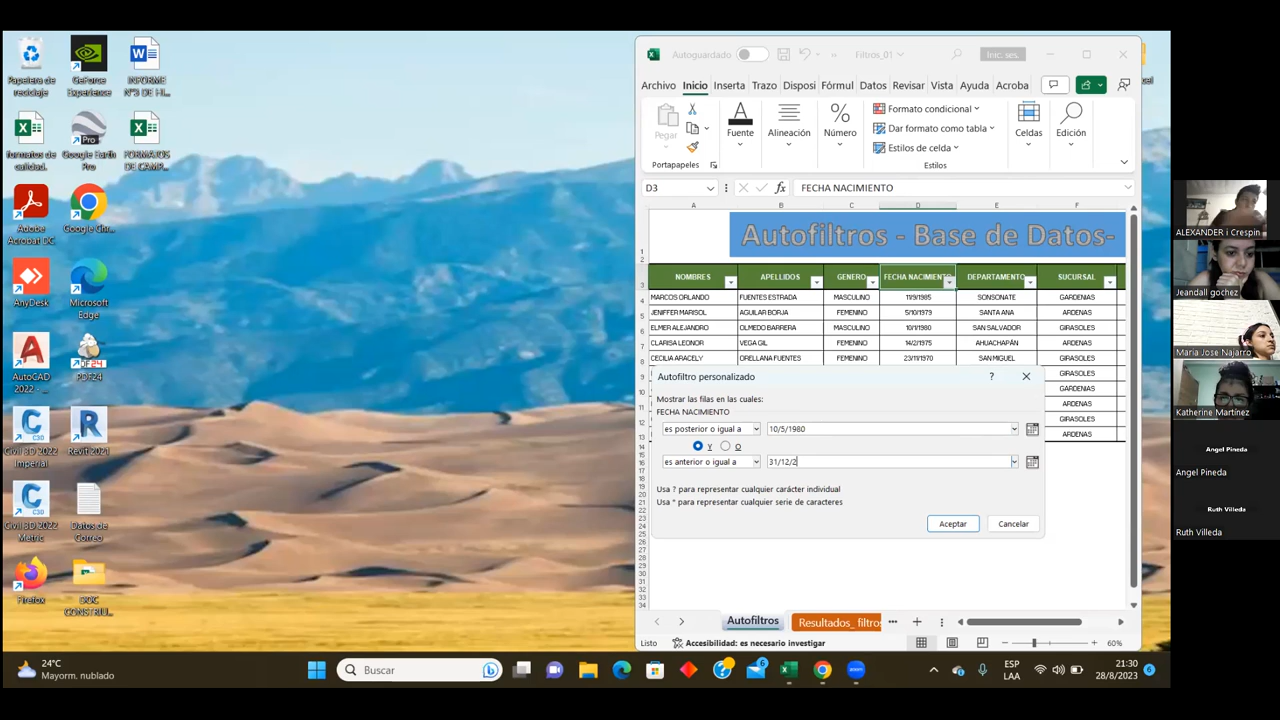 Papelera de
reciclaje
GeForce
Experience
INFORME
N°3 DE HI...
formatos de
calidad.
Google Earth
Pro
FORMATOS
DE CAMP...
Adobe
Acrobat DC
Google Chr...
AnyDesk
Microsoft
Edge
AutoCAD
2022 - ...
PDF24
Civil 3D 2022
Imperial
Revit 2021
Civil 3D 2022
Metric
Datos de
Correo
Firefox
DOC
CONSTRU...
Autoguardado
Filtros_01
Inic. ses.
Archivo
Inicio
Inserta
Trazo
Disposi
Fórmul
Datos
Revisar
Vista
Ayuda
Acroba
Pegar
Portapapeles
Fuente
Alineación
Número
Formato condicional
Dar formato como tabla
Estilos de celda
Estilos
Celdas
Edición
D3
FECHA NACIMIENTO
A B C D E F
Autofiltros - Base de Datos-
NOMBRES APELLIDOS GENERO FECHA NACIMIENTO DEPARTAMENTO SUCURSAL
MARCOS ORLANDO FUENTES ESTRADA MASCULINO 11/9/1985 SONSONATE GARDENIAS
JENIFFER MARISOL AGUILAR BORJA FEMENINO 5/10/1979 SANTA ANA ARDENAS
ELMER ALEJANDRO OLMEDO BARRERA MASCULINO 10/1/1980 SAN SALVADOR GIRASOLES
CLARISA LEONOR VEGA GIL FEMENINO 14/2/1975 AHUACHAPÁN ARDENAS
CECILIA ARACELY ORELLANA FUENTES FEMENINO 23/11/1970 SAN MIGUEL GIRASOLES
GIRASOLES
GARDENIAS
ARDENAS
GIRASOLES
ARDENAS
Autofiltro personalizado
Mostrar las filas en las cuales:
FECHA NACIMIENTO
es posterior o igual a 10/5/1980
Y O
es anterior o igual a 31/12/2
Usa ? para representar cualquier carácter individual
Usa * para representar cualquier serie de caracteres
Aceptar
Cancelar
Autofiltros
Resultados_ filtros
Listo
Accesibilidad: es necesario investigar
60%
24°C
Mayorm. nublado
Buscar
ESP
LAA
21:30
28/8/2023
ALEXANDER i Crespin
Jeandall gochez
Maria Jose Najarro
Katherine Martínez
Angel Pineda
Angel Pineda
Ruth Villeda
Ruth Villeda